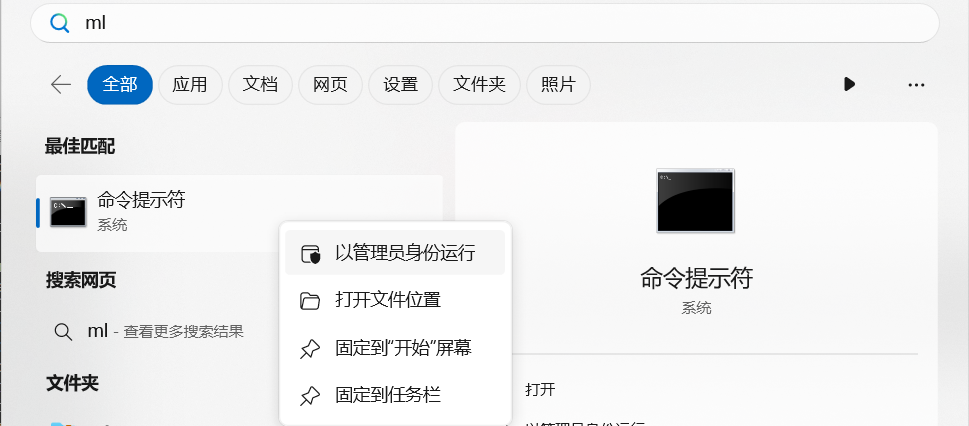 ml
全部 应用 文档 网页 设置 文件夹 照片
最佳匹配
命令提示符
系统
搜索网页
ml - 查看更多搜索结果
文件夹
以管理员身份运行
打开文件位置
固定到“开始”屏幕
固定到任务栏
命令提示符
系统
打开